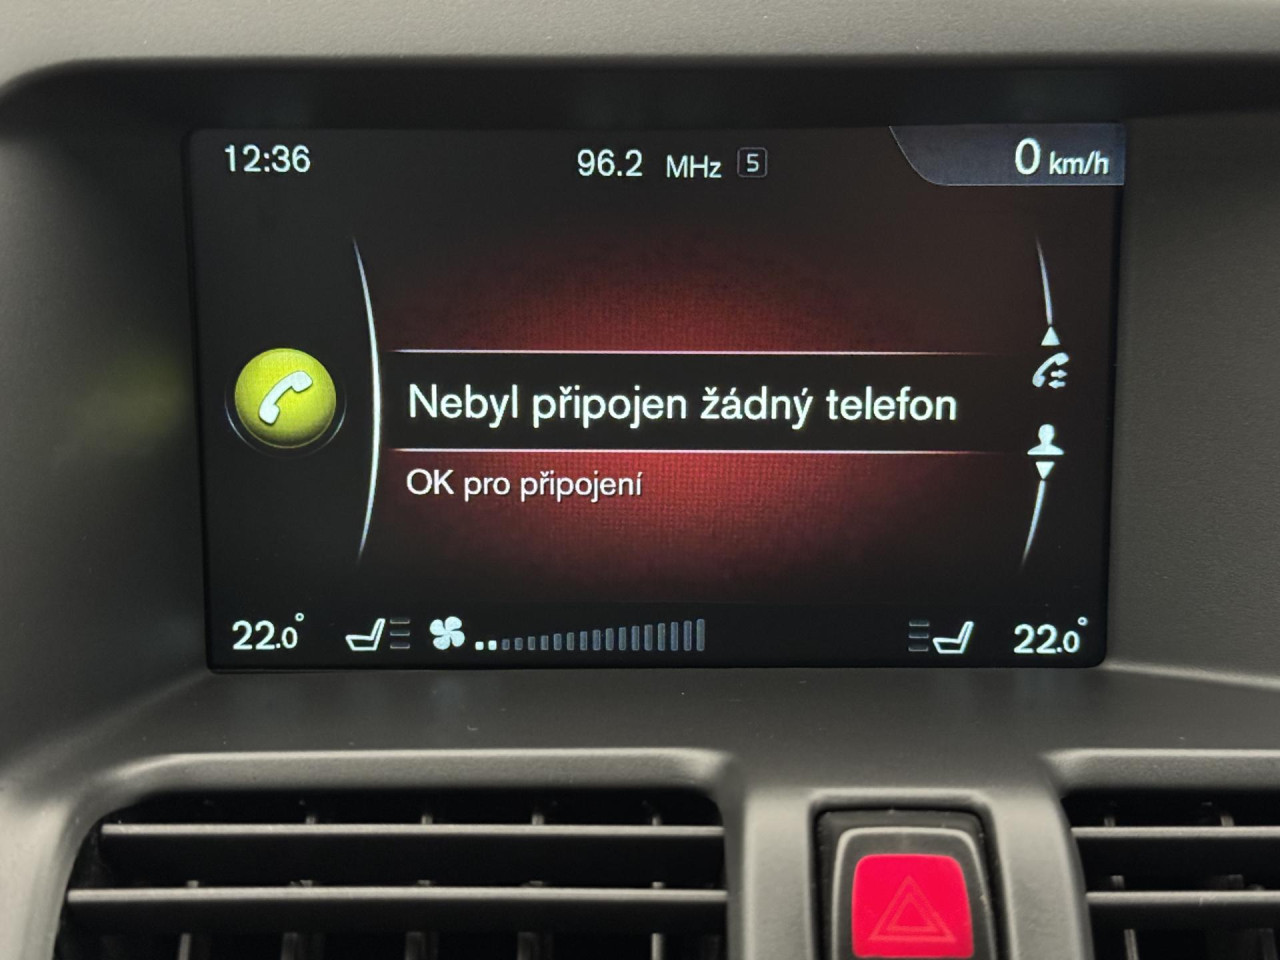 12:36
96.2 MHz 5
0 km/h
Nebyl připojen žádný telefon
OK pro připojení
22.0°
22.0°